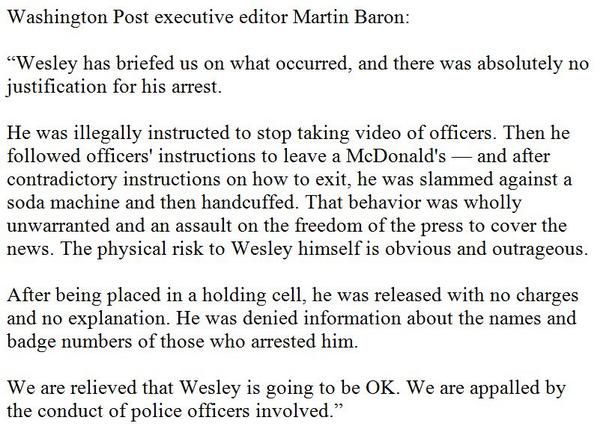 Washington Post executive editor Martin Baron:
“Wesley has briefed us on what occurred, and there was absolutely no
justification for his arrest.
He was illegally instructed to stop taking video of officers. Then he
followed officers' instructions to leave a McDonald's — and after
contradictory instructions on how to exit, he was slammed against a
soda machine and then handcuffed. That behavior was wholly
unwarranted and an assault on the freedom of the press to cover the
news. The physical risk to Wesley himself is obvious and outrageous.
After being placed in a holding cell, he was released with no charges
and no explanation. He was denied information about the names and
badge numbers of those who arrested him.
We are relieved that Wesley is going to be OK. We are appalled by
the conduct of police officers involved.”